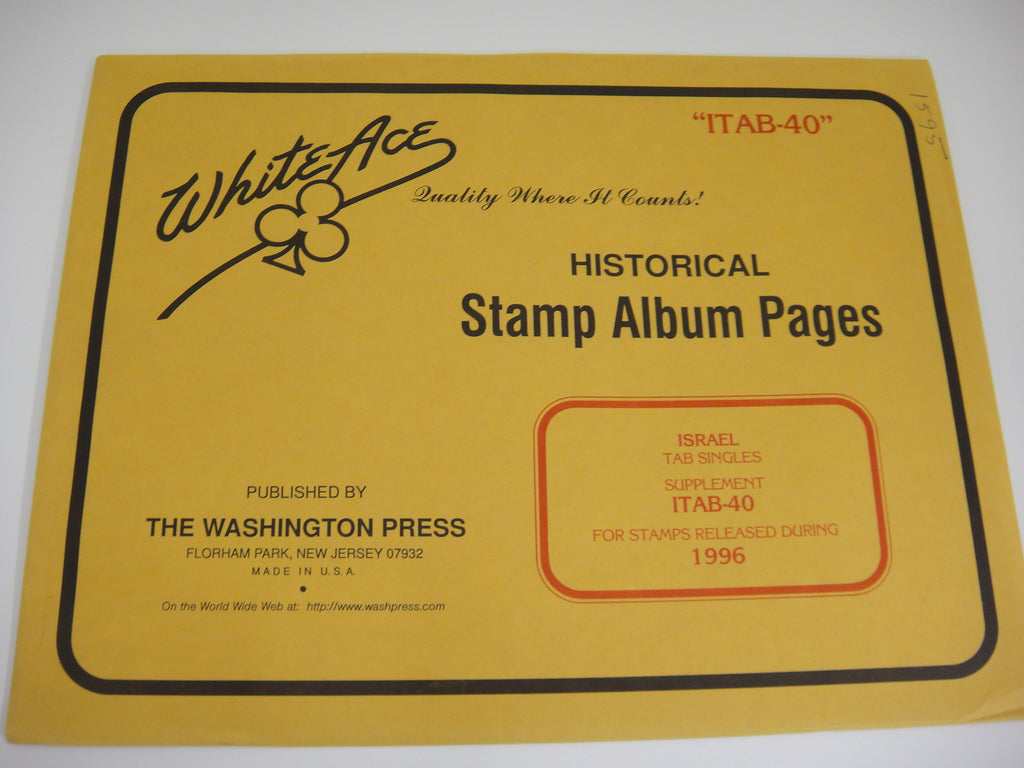 "ITAB-40"
1595
WhiteAce
Quality Where It Counts!
HISTORICAL
Stamp Album Pages
ISRAEL
TAB SINGLES
SUPPLEMENT
ITAB-40
FOR STAMPS RELEASED DURING
1996
PUBLISHED BY
THE WASHINGTON PRESS
FLORHAM PARK, NEW JERSEY 07932
MADE IN U.S.A.
On the World Wide Web at: http://www.washpress.com